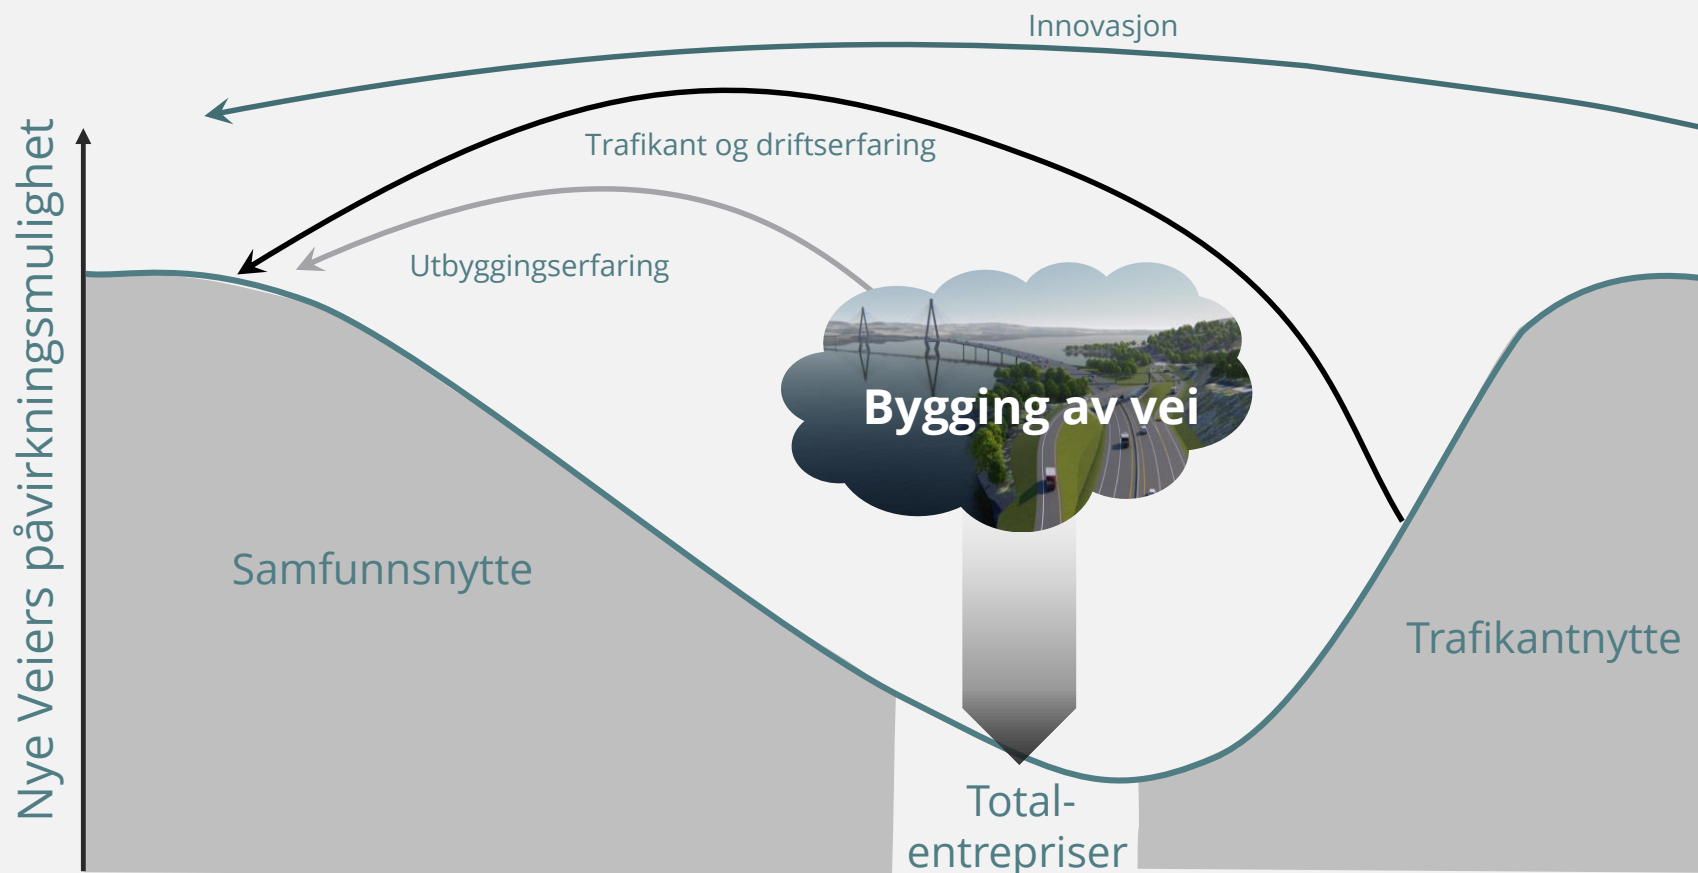 Innovasjon
Trafikant og driftserfaring
Utbyggingserfaring
Nye Veiers påvirkningsmulighet
Bygging av vei
Samfunnsnytte
Trafikantnytte
Total-
entrepriser